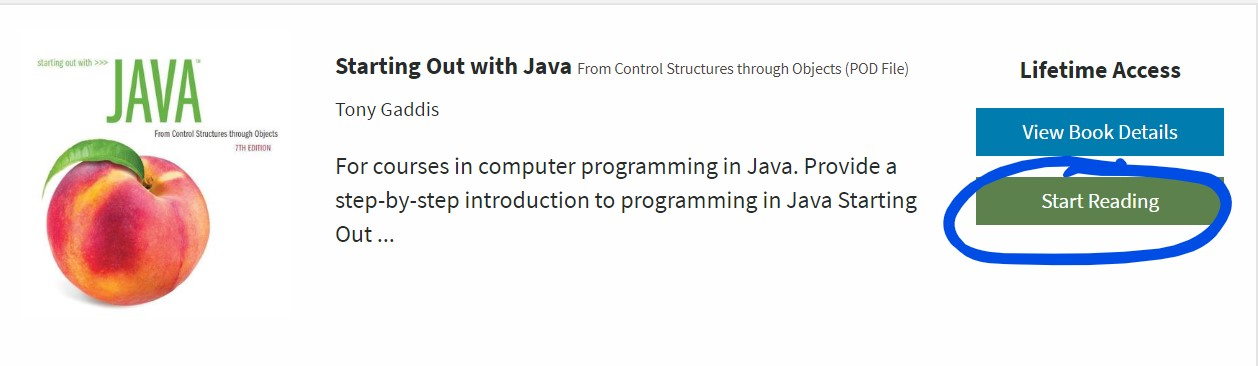 starting out with >>> JAVA™
From Control Structures through Objects
7TH EDITION
Starting Out with Java From Control Structures through Objects (POD File)
Tony Gaddis
For courses in computer programming in Java. Provide a
step-by-step introduction to programming in Java Starting
Out ...
Lifetime Access
View Book Details
Start Reading